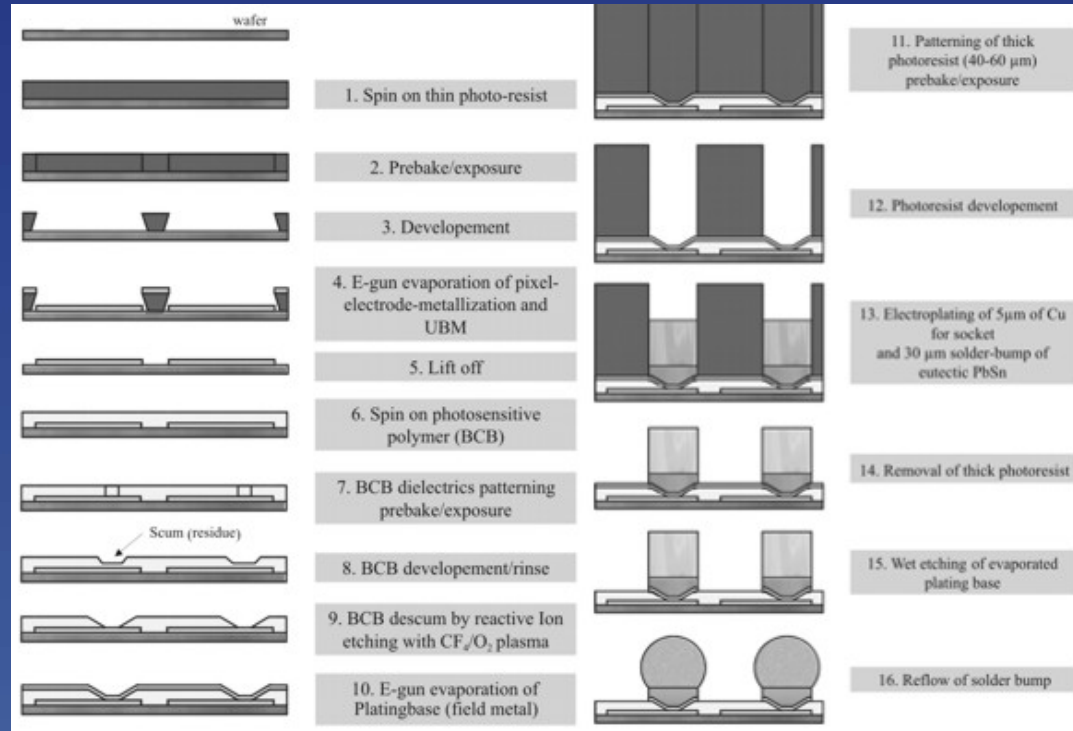 wafer
1. Spin on thin photo-resist
2. Prebake/exposure
3. Developement
4. E-gun evaporation of pixel-
electrode-metallization and
UBM
5. Lift off
6. Spin on photosensitive
polymer (BCB)
7. BCB dielectrics patterning
prebake/exposure
Scum (residue)
8. BCB developement/rinse
9. BCB descum by reactive Ion
etching with CF₄/O₂ plasma
10. E-gun evaporation of
Platingbase (field metal)
11. Patterning of thick
photoresist (40-60 µm)
prebake/exposure
12. Photoresist developement
13. Electroplating of 5µm of Cu
for socket
and 30 µm solder-bump of
eutectic PbSn
14. Removal of thick photoresist
15. Wet etching of evaporated
plating base
16. Reflow of solder bump